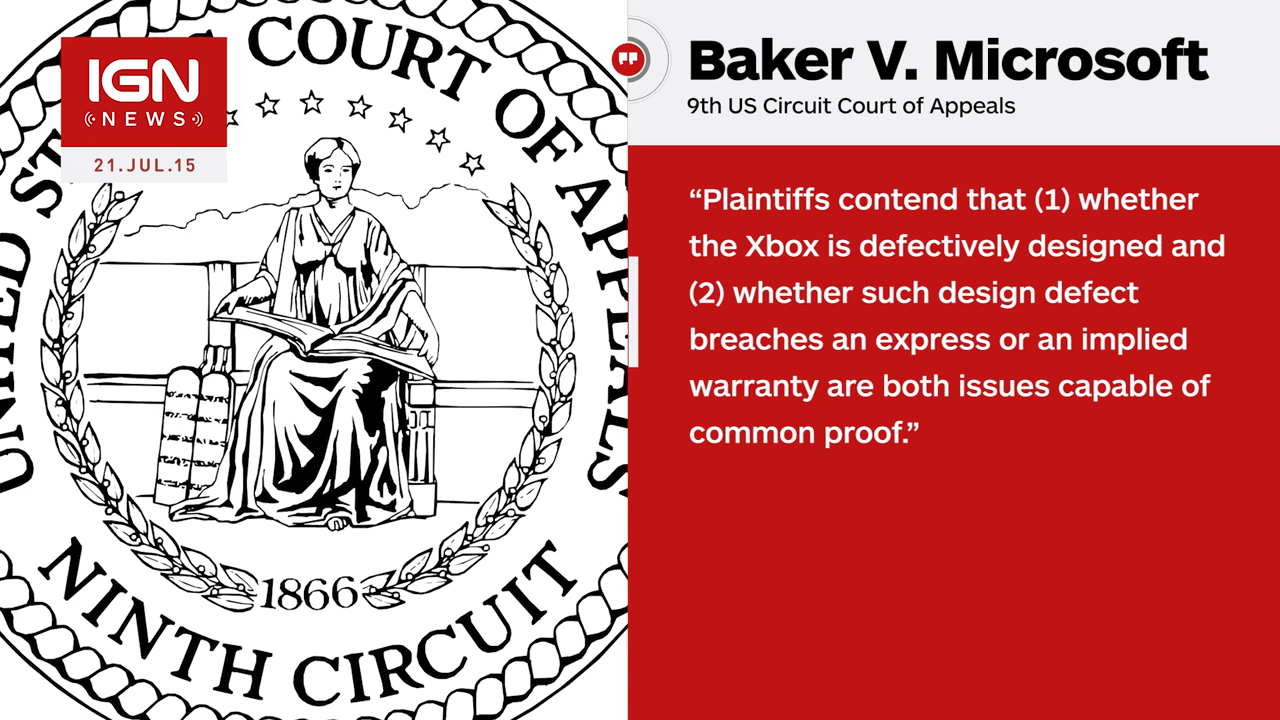 IGN
NEWS
21.JUL.15
COURT OF APPEALS
NINTH CIRCUIT
1866
Baker V. Microsoft
9th US Circuit Court of Appeals
“Plaintiffs contend that (1) whether
the Xbox is defectively designed and
(2) whether such design defect
breaches an express or an implied
warranty are both issues capable of
common proof.”